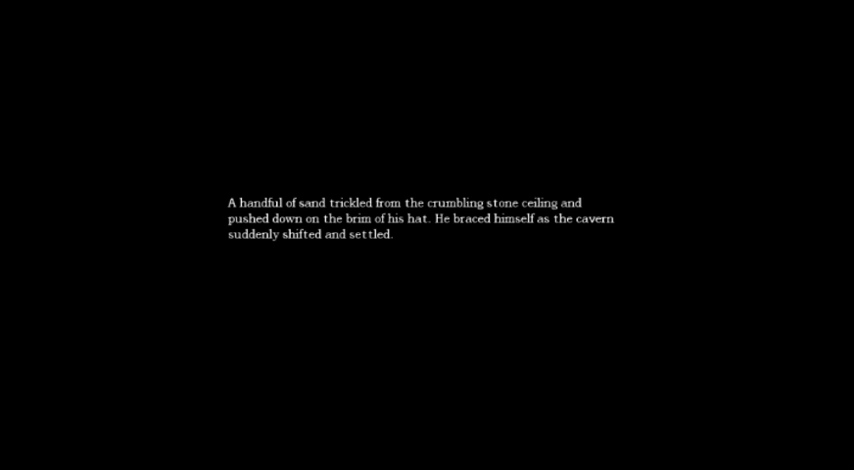 A handful of sand trickled from the crumbling stone ceiling and
pushed down on the brim of his hat. He braced himself as the cavern
suddenly shifted and settled.